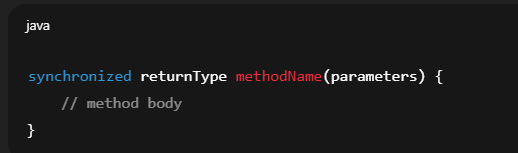 java
synchronized returnType methodName(parameters) {
    // method body
}